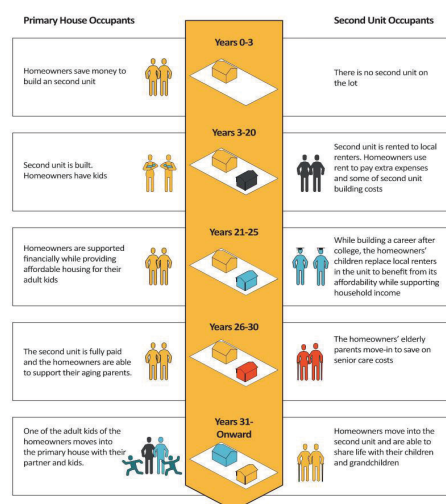 Primary House Occupants
Second Unit Occupants
Years 0-3
Homeowners save money to
build an second unit
There is no second unit on
the lot
Years 3-20
Second unit is built.
Homeowners have kids
Second unit is rented to local
renters. Homeowners use
rent to pay extra expenses
and some of second unit
building costs
Years 21-25
Homeowners are supported
financially while providing
affordable housing for their
adult kids
While building a career after
college, the homeowners'
children replace local renters
in the unit to benefit from its
affordability while supporting
household income
Years 26-30
The second unit is fully paid
and the homeowners are able
to support their aging parents.
The homeowners' elderly
parents move-in to save on
senior care costs
Years 31-
Onward
One of the adult kids of the
homeowners moves into
the primary house with their
partner and kids.
Homeowners move into the
second unit and are able to
share life with their children
and grandchildren